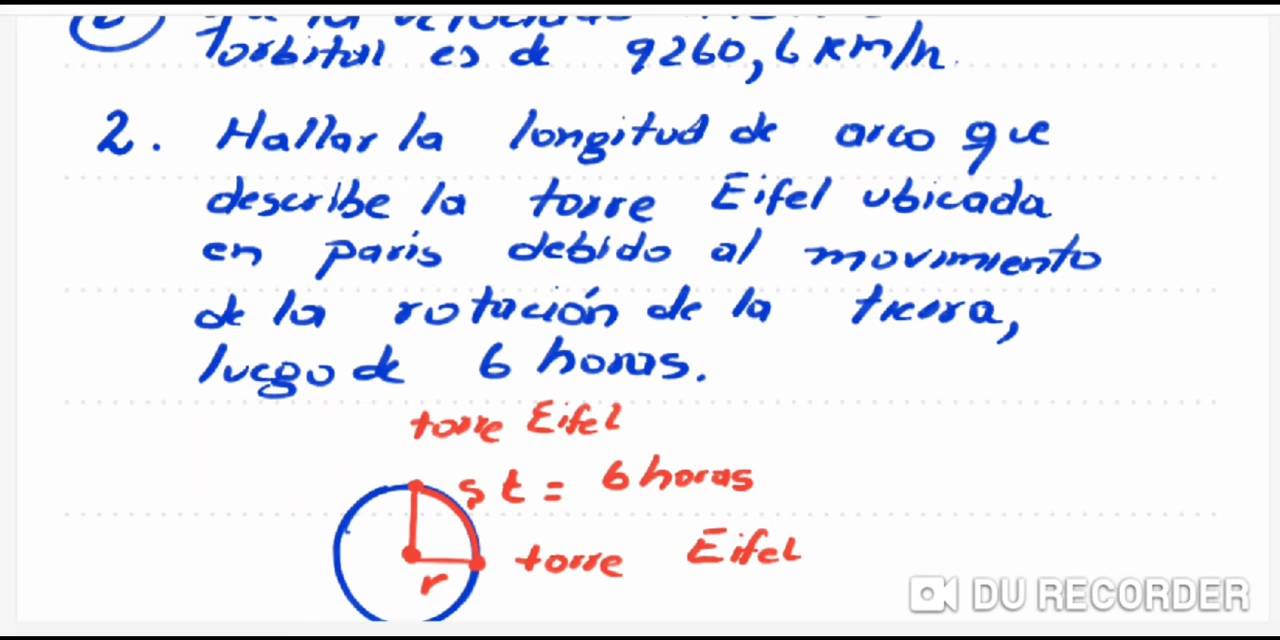 torbital es de 9260,6 km/h.
2. Hallar la longitud de arco que
describe la torre Eifel ubicada
en paris debido al movimiento
de la rotación de la tierra,
luego de 6 horas.
torre Eifel
s t = 6 horas
torre Eifel
r
DU RECORDER